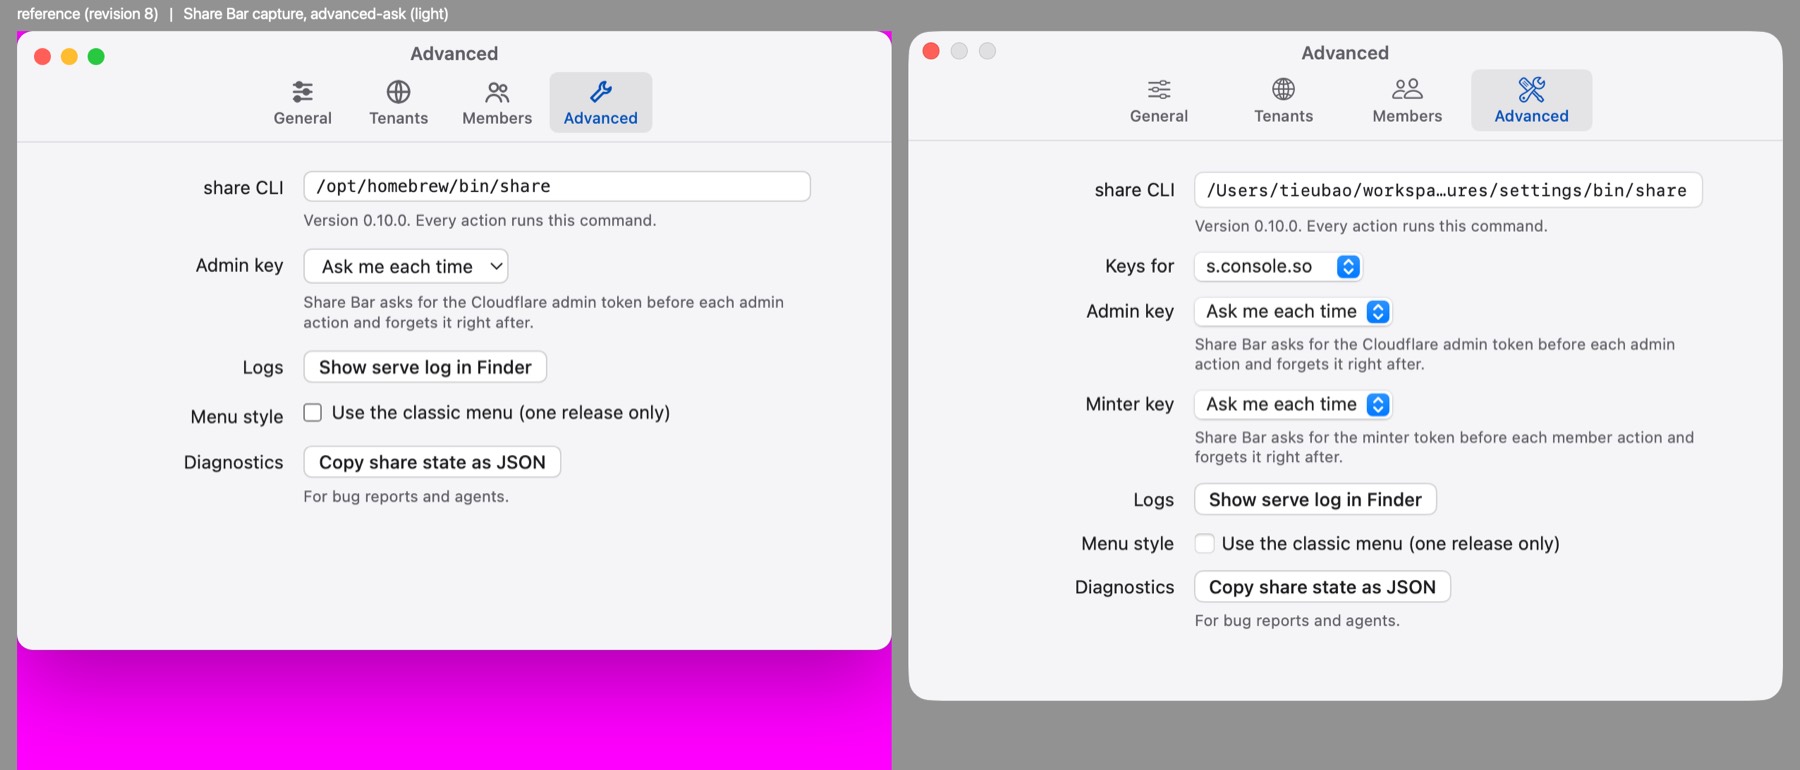 reference (revision 8) | Share Bar capture, advanced-ask (light)
Advanced
General Tenants Members Advanced
share CLI /opt/homebrew/bin/share
Version 0.10.0. Every action runs this command.
Admin key Ask me each time
Share Bar asks for the Cloudflare admin token before each admin
action and forgets it right after.
Logs Show serve log in Finder
Menu style Use the classic menu (one release only)
Diagnostics Copy share state as JSON
For bug reports and agents.
Advanced
General Tenants Members Advanced
share CLI /Users/tieubao/workspa…ures/settings/bin/share
Version 0.10.0. Every action runs this command.
Keys for s.console.so
Admin key Ask me each time
Share Bar asks for the Cloudflare admin token before each admin
action and forgets it right after.
Minter key Ask me each time
Share Bar asks for the minter token before each member action and
forgets it right after.
Logs Show serve log in Finder
Menu style Use the classic menu (one release only)
Diagnostics Copy share state as JSON
For bug reports and agents.